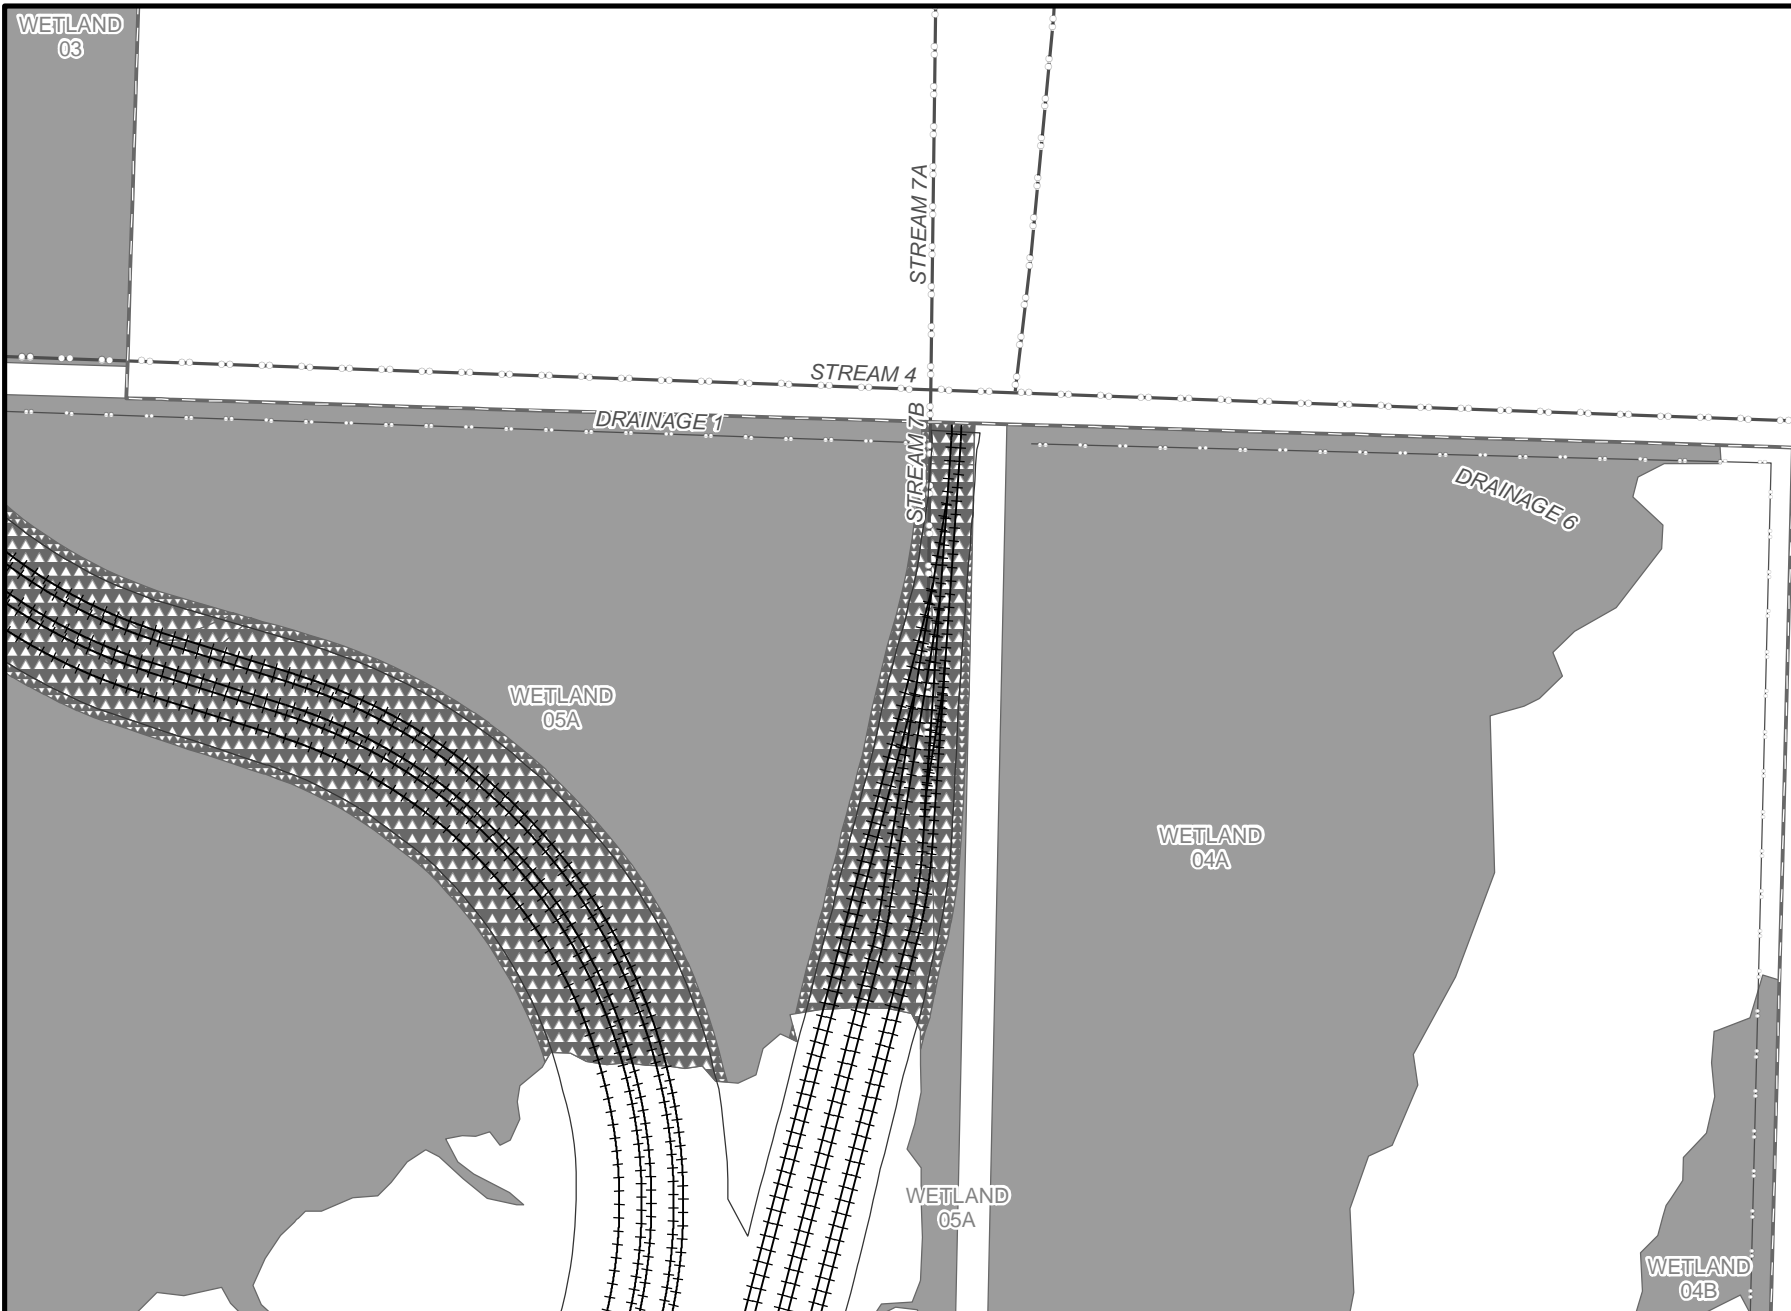 WETLAND
03
STREAM 7A
STREAM 4
DRAINAGE 1
STREAM 7B
DRAINAGE 6
WETLAND
05A
WETLAND
04A
WETLAND
05A
WETLAND
04B